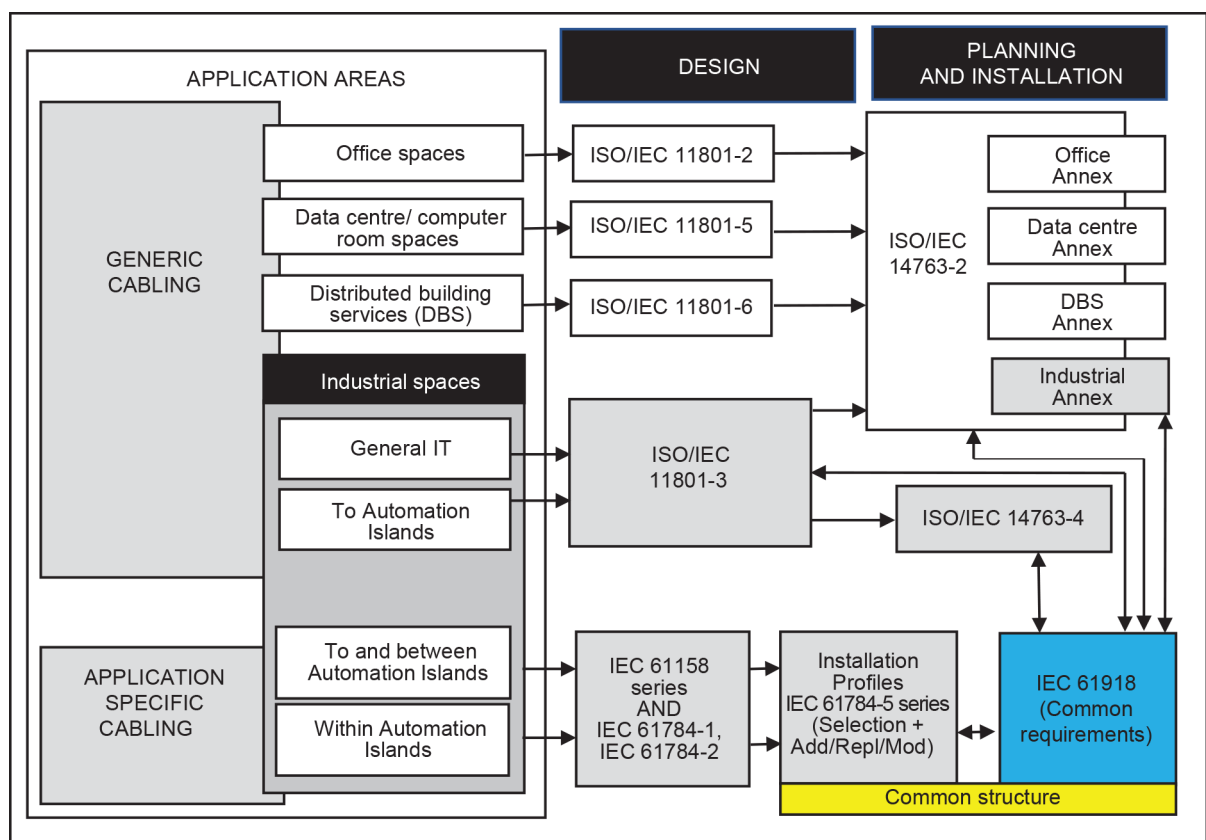 APPLICATION AREAS
DESIGN
PLANNING
AND INSTALLATION
GENERIC
CABLING
Office spaces
ISO/IEC 11801-2
Data centre/ computer
room spaces
ISO/IEC 11801-5
Distributed building
services (DBS)
ISO/IEC 11801-6
ISO/IEC
14763-2
Office
Annex
Data centre
Annex
DBS
Annex
Industrial
Annex
Industrial spaces
General IT
To Automation
Islands
ISO/IEC
11801-3
ISO/IEC 14763-4
APPLICATION
SPECIFIC
CABLING
To and between
Automation Islands
Within Automation
Islands
IEC 61158
series
AND
IEC 61784-1,
IEC 61784-2
Installation
Profiles
IEC 61784-5 series
(Selection +
Add/Repl/Mod)
IEC 61918
(Common
requirements)
Common structure